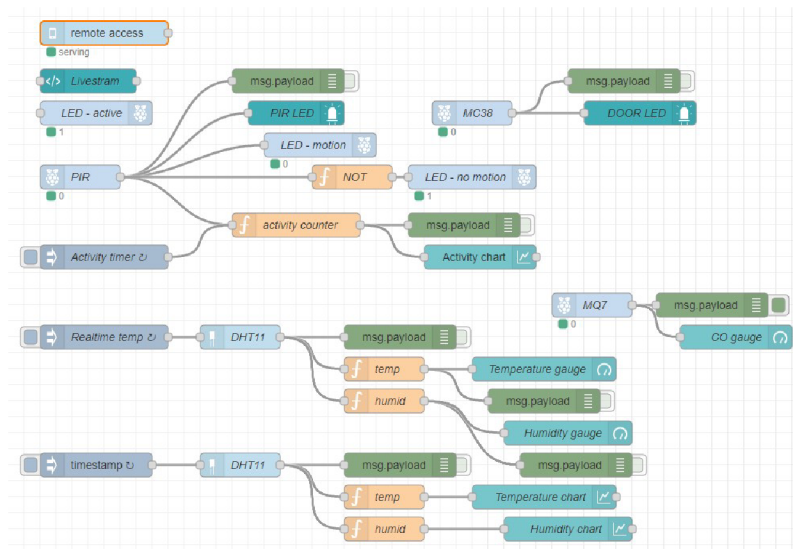 remote access
serving
Livestram
msg.payload
msg.payload
LED - active
PIR LED
MC38
DOOR LED
1
0
LED - motion
0
PIR
NOT
LED - no motion
0
1
activity counter
msg.payload
Activity timer ↻
Activity chart
MQ7
msg.payload
0
Realtime temp ↻
DHT11
msg.payload
GO gauge
temp
Temperature gauge
humid
msg.payload
Humidity gauge
timestamp ↻
DHT11
msg.payload
msg.payload
temp
Temperature chart
humid
Humidity chart